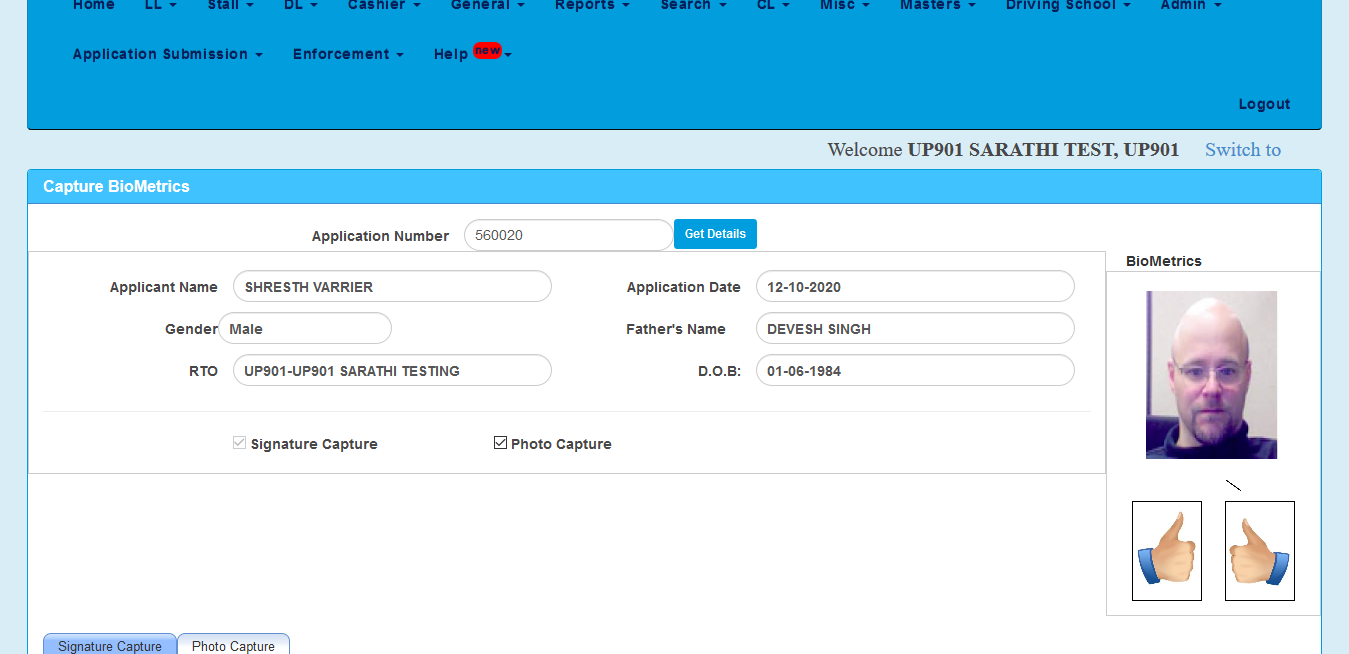 Home LL Stall DL Cashier General Reports Search CL Misc Masters Driving School Admin
Application Submission Enforcement Help new
Logout
Welcome UP901 SARATHI TEST, UP901 Switch to
Capture BioMetrics
Application Number 560020 Get Details
BioMetrics
Applicant Name SHRESTH VARRIER Application Date 12-10-2020
Gender Male Father's Name DEVESH SINGH
RTO UP901-UP901 SARATHI TESTING D.O.B: 01-06-1984
Signature Capture Photo Capture
Signature Capture Photo Capture